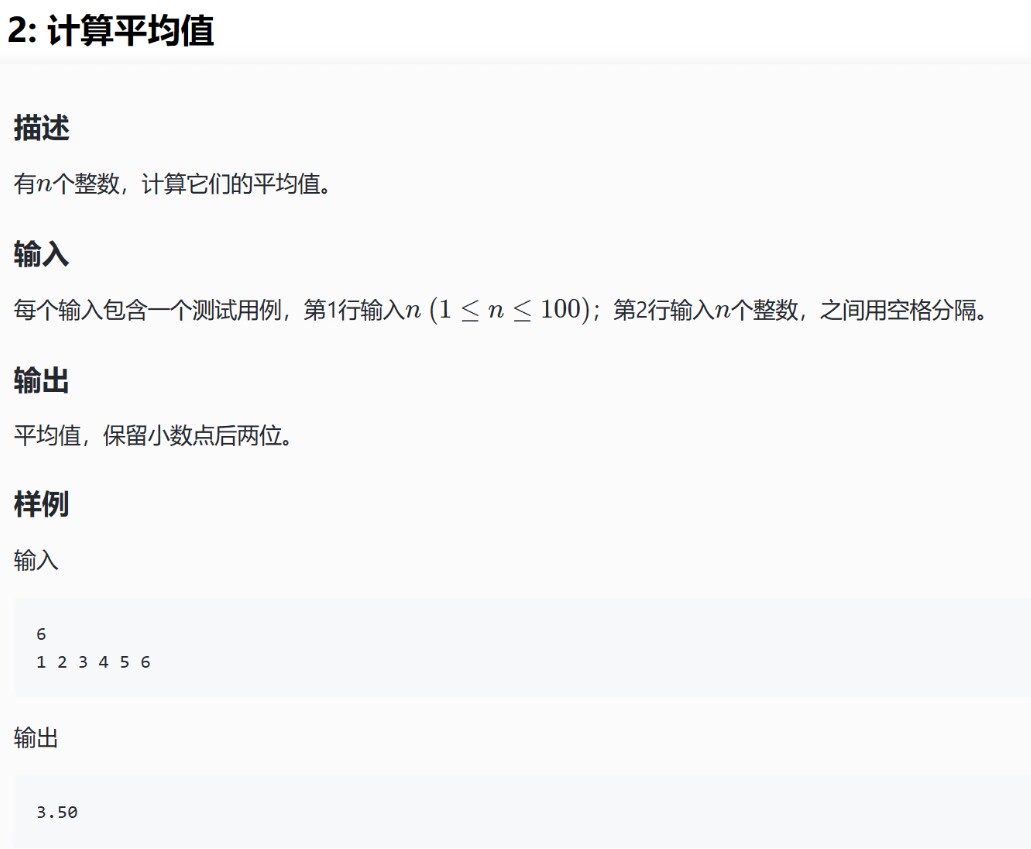 2: 计算平均值
描述
有n个整数，计算它们的平均值。
输入
每个输入包含一个测试用例，第1行输入n (1 ≤ n ≤ 100)；第2行输入n个整数，之间用空格分隔。
输出
平均值，保留小数点后两位。
样例
输入
6
1 2 3 4 5 6
输出
3.50